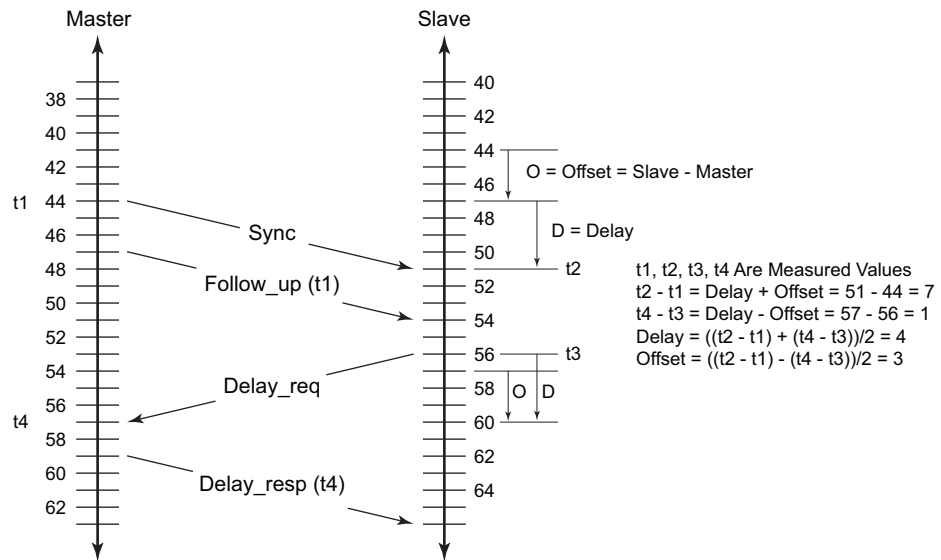 Master
Slave
38
40
42
44
46
48
50
52
54
56
58
60
62
t1
t4
Sync
Follow_up (t1)
Delay_req
Delay_resp (t4)
40
42
44
46
48
50
52
54
56
58
60
62
64
O = Offset = Slave - Master
D = Delay
t2
t3
O
D
t1, t2, t3, t4 Are Measured Values
t2 - t1 = Delay + Offset = 51 - 44 = 7
t4 - t3 = Delay - Offset = 57 - 56 = 1
Delay = ((t2 - t1) + (t4 - t3))/2 = 4
Offset = ((t2 - t1) - (t4 - t3))/2 = 3